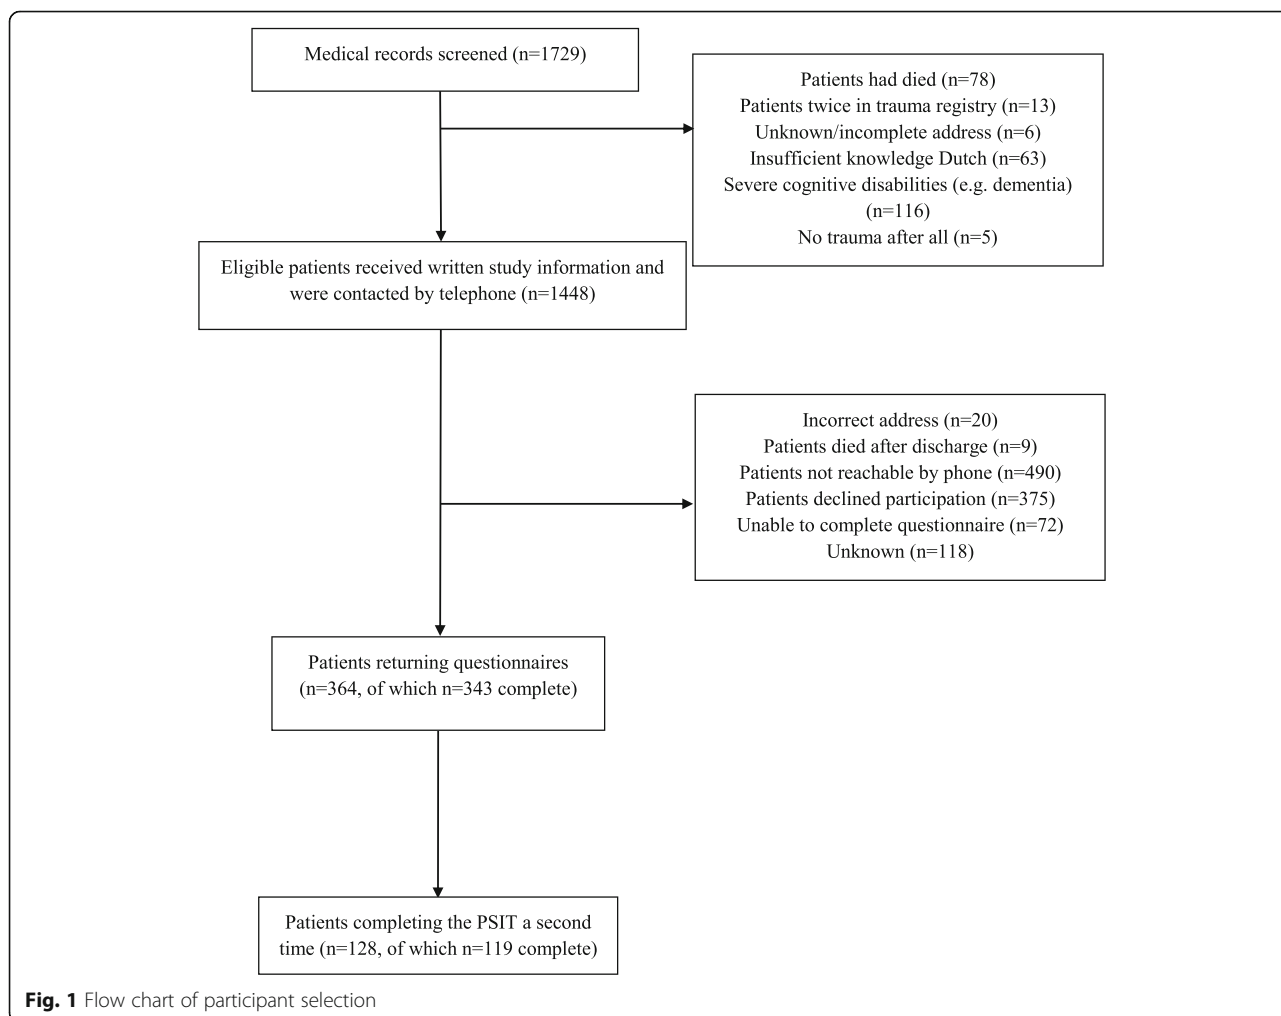 Medical records screened (n=1729)
Patients had died (n=78)
Patients twice in trauma registry (n=13)
Unknown/incomplete address (n=6)
Insufficient knowledge Dutch (n=63)
Severe cognitive disabilities (e.g. dementia)
(n=116)
No trauma after all (n=5)
Eligible patients received written study information and
were contacted by telephone (n=1448)
Incorrect address (n=20)
Patients died after discharge (n=9)
Patients not reachable by phone (n=490)
Patients declined participation (n=375)
Unable to complete questionnaire (n=72)
Unknown (n=118)
Patients returning questionnaires
(n=364, of which n=343 complete)
Patients completing the PSIT a second
time (n=128, of which n=119 complete)
Fig. 1 Flow chart of participant selection